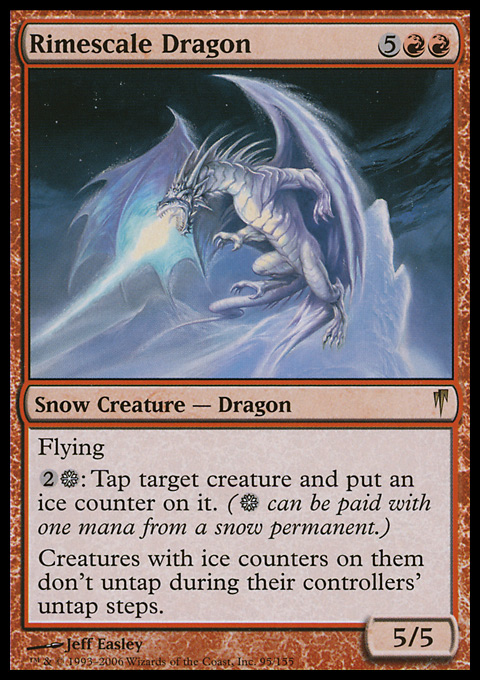 Rimescale Dragon 5
Snow Creature — Dragon
Flying
2: Tap target creature and put an
ice counter on it. ( can be paid with
one mana from a snow permanent.)
Creatures with ice counters on them
don't untap during their controllers'
untap steps.
5/5
Jeff Easley
™ & © 1993–2006 Wizards of the Coast, Inc. 95/155